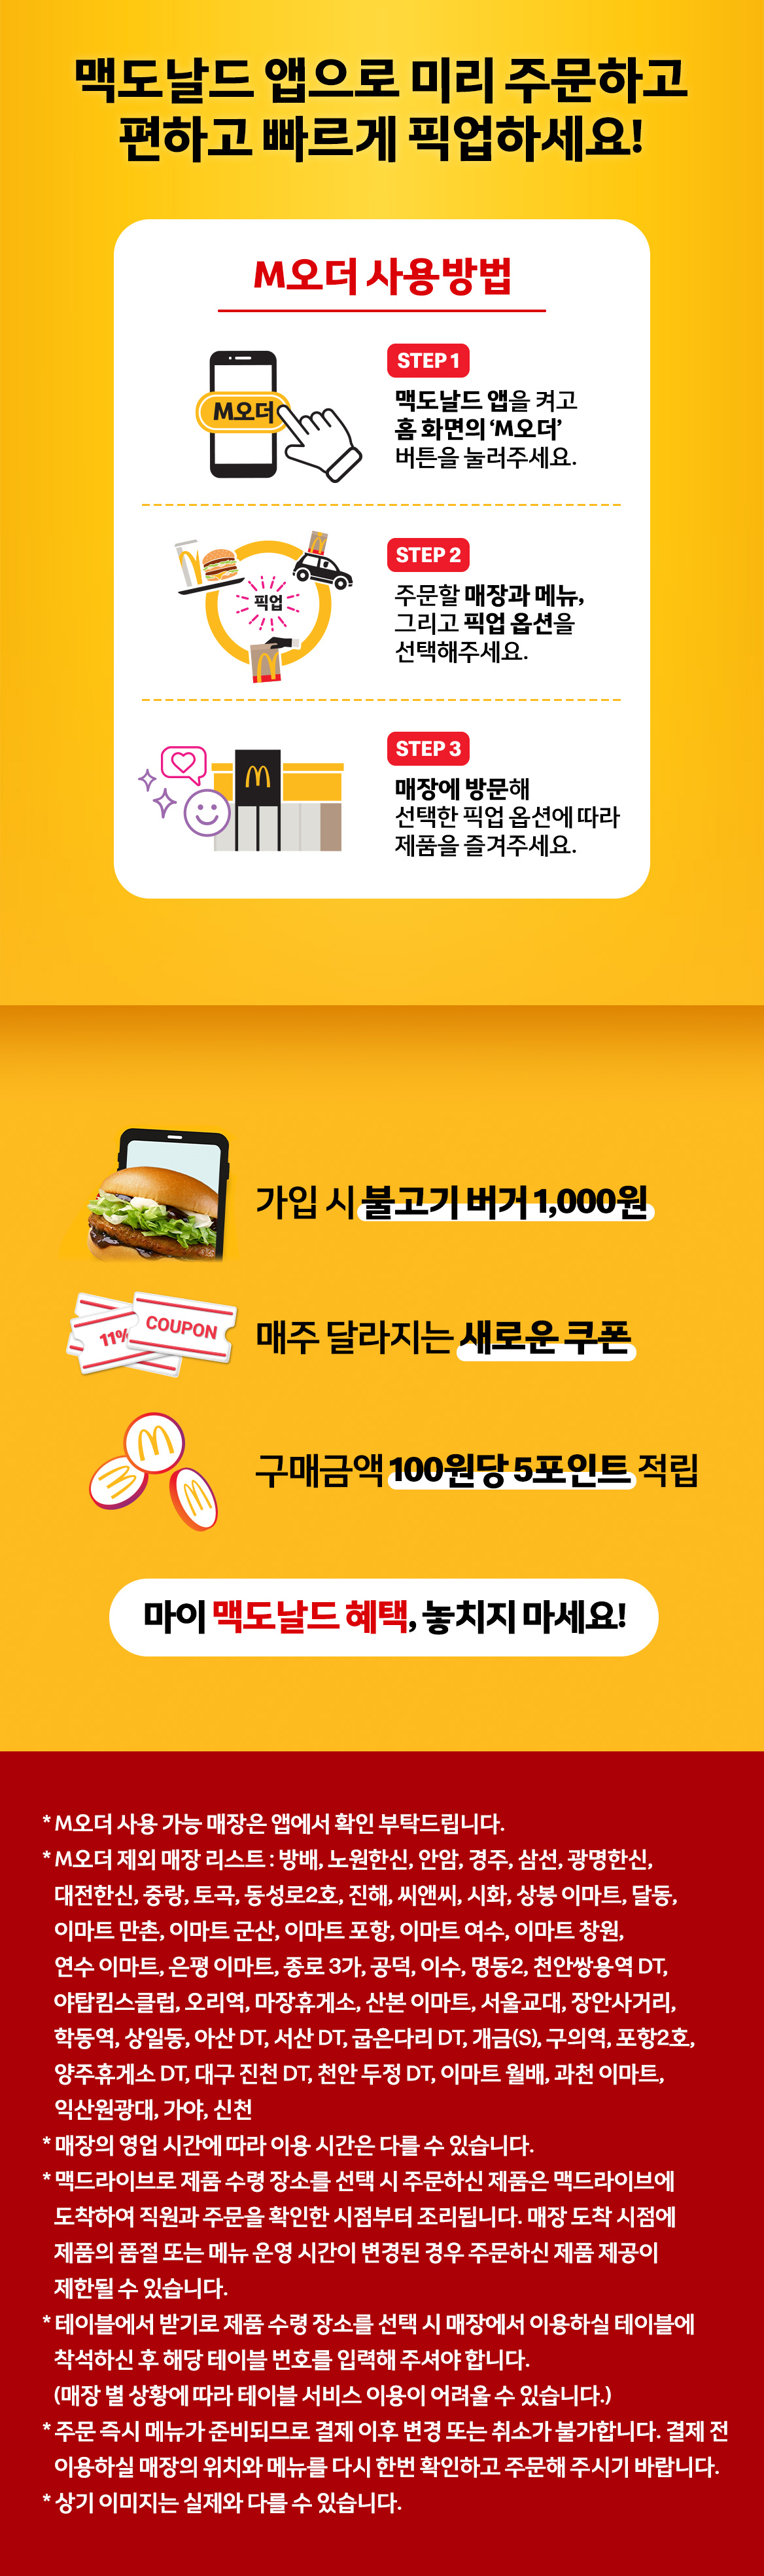 맥도날드 앱으로 미리 주문하고
편하고 빠르게 픽업하세요!
M오더 사용방법
M오더
STEP 1
맥도날드 앱을 켜고
홈 화면의 ‘M오더’
버튼을 눌러주세요.
픽업
STEP 2
주문할 매장과 메뉴,
그리고 픽업 옵션을
선택해주세요.
STEP 3
매장에 방문해
선택한 픽업 옵션에 따라
제품을 즐겨주세요.
가입 시 불고기 버거 1,000원
11%
COUPON
매주 달라지는 새로운 쿠폰
구매금액 100원당 5포인트 적립
마이 맥도날드 혜택, 놓치지 마세요!
* M오더 사용 가능 매장은 앱에서 확인 부탁드립니다.
* M오더 제외 매장 리스트 : 방배, 노원한신, 안암, 경주, 삼선, 광명한신,
대전한신, 중랑, 토곡, 동성로2호, 진해, 씨앤씨, 시화, 상봉 이마트, 달동,
이마트 만촌, 이마트 군산, 이마트 포항, 이마트 여수, 이마트 창원,
연수 이마트, 은평 이마트, 종로 3가, 공덕, 이수, 명동2, 천안쌍용역 DT,
야탑킴스클럽, 오리역, 마장휴게소, 산본 이마트, 서울교대, 장안사거리,
학동역, 상일동, 아산 DT, 서산 DT, 굽은다리 DT, 개금(S), 구의역, 포항2호,
양주휴게소 DT, 대구 진천 DT, 천안 두정 DT, 이마트 월배, 과천 이마트,
익산원광대, 가야, 신천
* 매장의 영업 시간에 따라 이용 시간은 다를 수 있습니다.
* 맥드라이브로 제품 수령 장소를 선택 시 주문하신 제품은 맥드라이브에
도착하여 직원과 주문을 확인한 시점부터 조리됩니다. 매장 도착 시점에
제품의 품절 또는 메뉴 운영 시간이 변경된 경우 주문하신 제품 제공이
제한될 수 있습니다.
* 테이블에서 받기로 제품 수령 장소를 선택 시 매장에서 이용하실 테이블에
착석하신 후 해당 테이블 번호를 입력해 주셔야 합니다.
(매장 별 상황에 따라 테이블 서비스 이용이 어려울 수 있습니다.)
* 주문 즉시 메뉴가 준비되므로 결제 이후 변경 또는 취소가 불가합니다. 결제 전
이용하실 매장의 위치와 메뉴를 다시 한번 확인하고 주문해 주시기 바랍니다.
* 상기 이미지는 실제와 다를 수 있습니다.